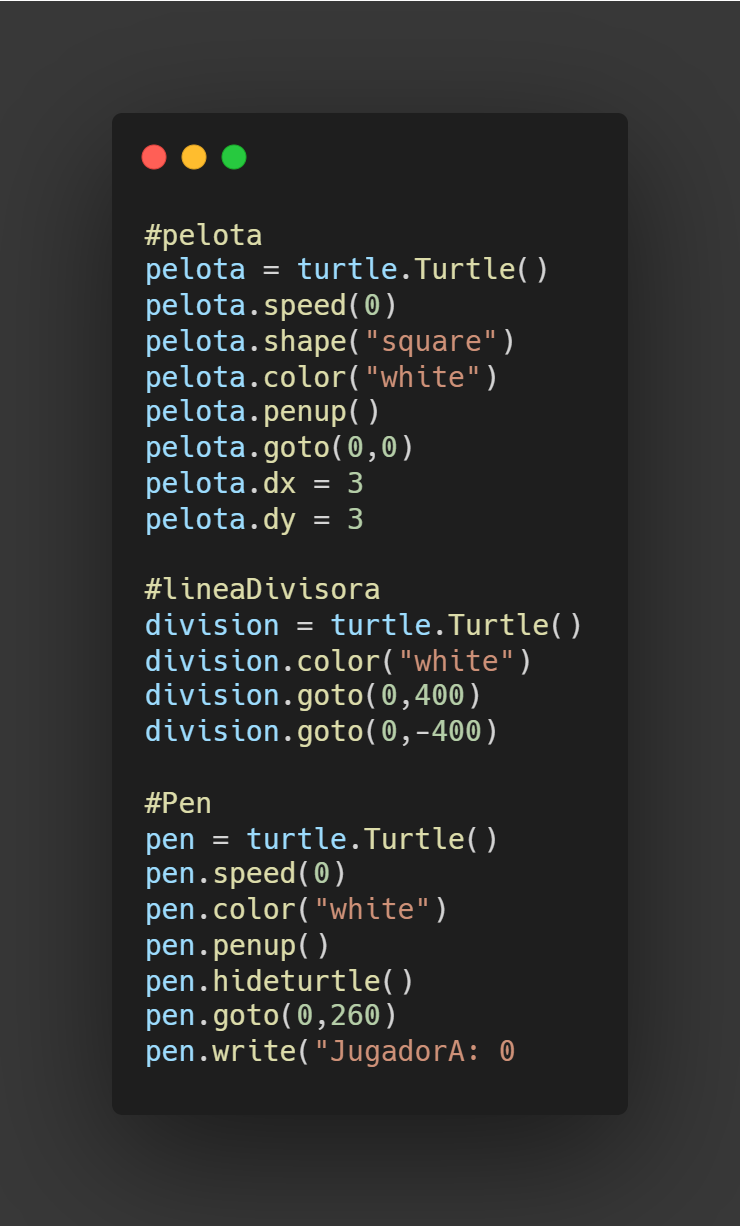 #pelota
pelota = turtle.Turtle()
pelota.speed(0)
pelota.shape("square")
pelota.color("white")
pelota.penup()
pelota.goto(0,0)
pelota.dx = 3
pelota.dy = 3
#lineaDivisora
division = turtle.Turtle()
division.color("white")
division.goto(0,400)
division.goto(0,-400)
#Pen
pen = turtle.Turtle()
pen.speed(0)
pen.color("white")
pen.penup()
pen.hideturtle()
pen.goto(0,260)
pen.write("JugadorA: 0